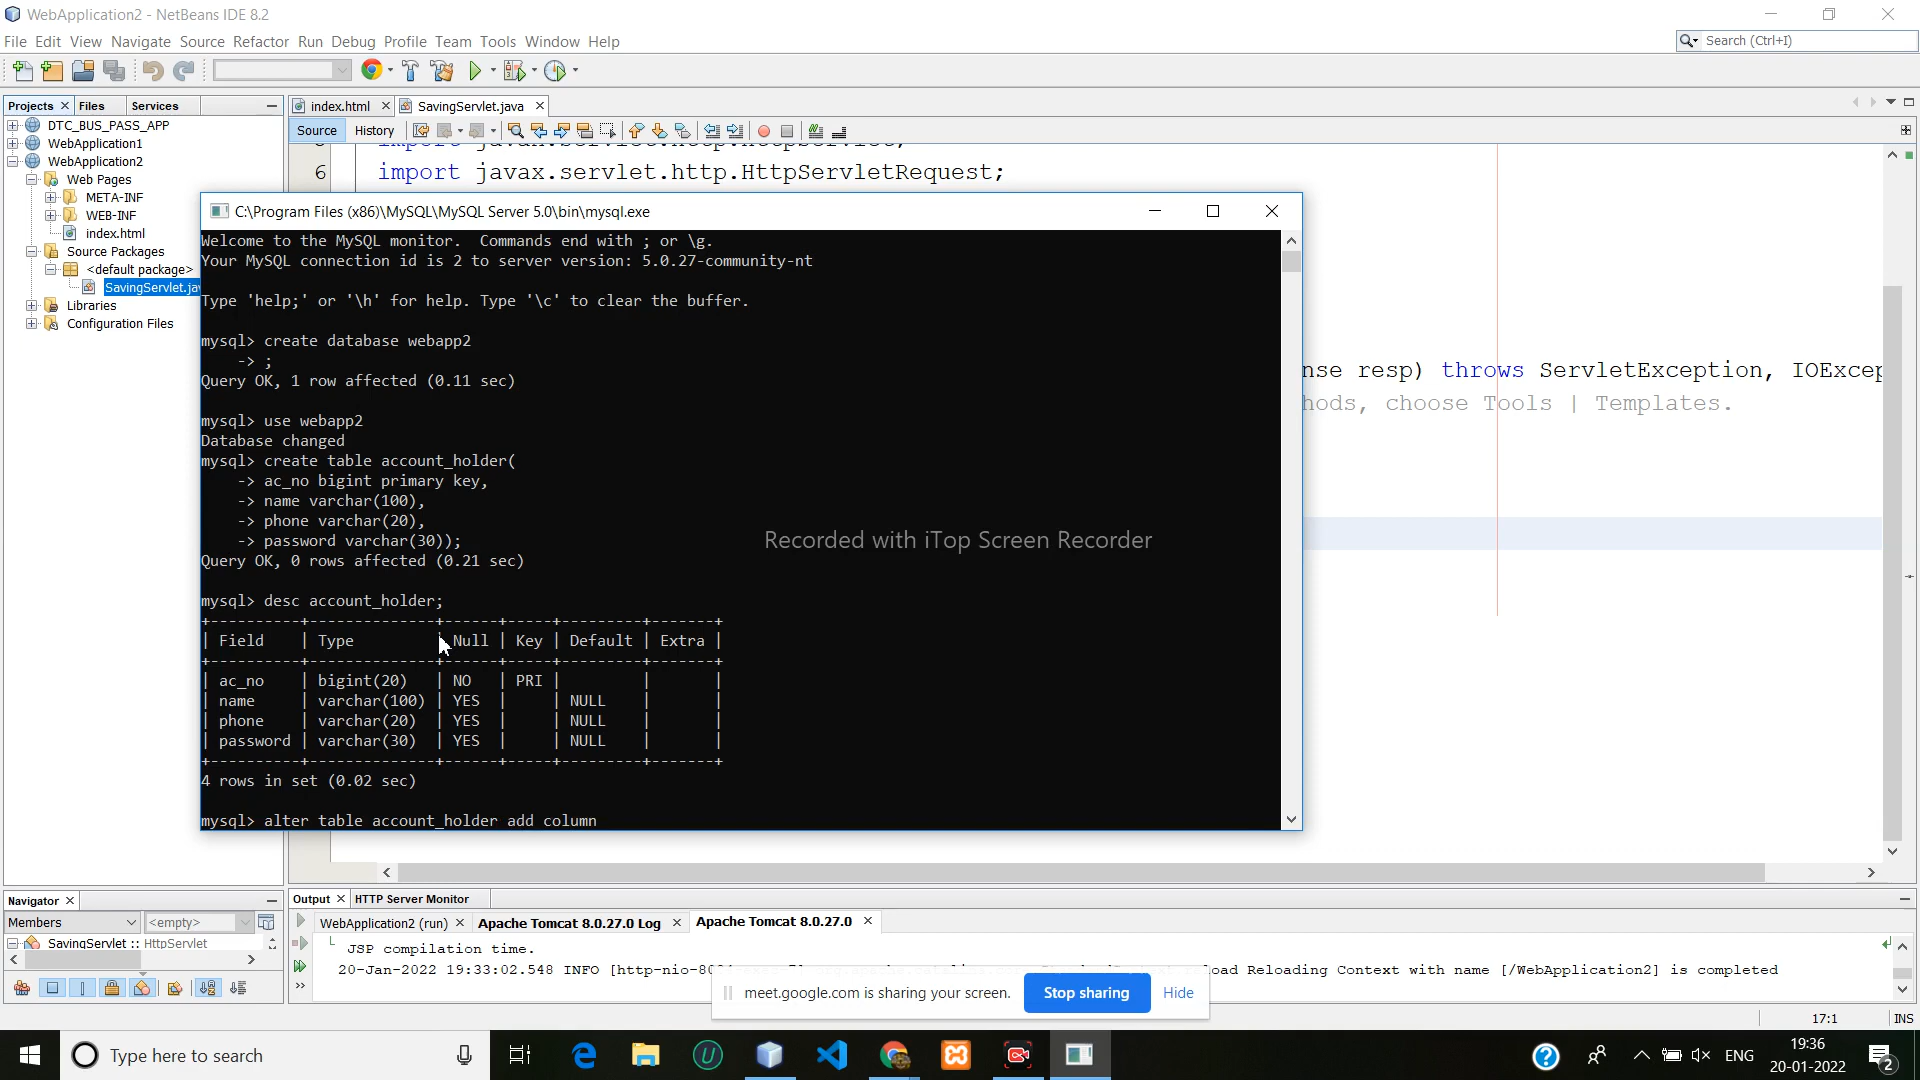 WebApplication2 - NetBeans IDE 8.2
File Edit View Navigate Source Refactor Run Debug Profile Team Tools Window Help
Search (Ctrl+I)
Projects Files Services
index.html SavingServlet.java
DTC_BUS_PASS_APP
WebApplication1
WebApplication2
Web Pages
META-INF
WEB-INF
index.html
Source Packages
<default package>
SavingServlet.jav
Libraries
Configuration Files
Source History
import javax.servlet.http.HttpServlet;
6 import javax.servlet.http.HttpServletRequest;
nse resp) throws ServletException, IOExcep
hods, choose Tools | Templates.
C:\Program Files (x86)\MySQL\MySQL Server 5.0\bin\mysql.exe
Welcome to the MySQL monitor.  Commands end with ; or \g.
Your MySQL connection id is 2 to server version: 5.0.27-community-nt
Type 'help;' or '\h' for help. Type '\c' to clear the buffer.
mysql> create database webapp2
    -> ;
Query OK, 1 row affected (0.11 sec)
mysql> use webapp2
Database changed
mysql> create table account_holder(
    -> ac_no bigint primary key,
    -> name varchar(100),
    -> phone varchar(20),
    -> password varchar(30));
Query OK, 0 rows affected (0.21 sec)
mysql> desc account_holder;
+----------+--------------+------+-----+---------+-------+
| Field    | Type         | Null | Key | Default | Extra |
+----------+--------------+------+-----+---------+-------+
| ac_no    | bigint(20)   | NO   | PRI |         |       |
| name     | varchar(100) | YES  |     | NULL    |       |
| phone    | varchar(20)  | YES  |     | NULL    |       |
| password | varchar(30)  | YES  |     | NULL    |       |
+----------+--------------+------+-----+---------+-------+
4 rows in set (0.02 sec)
mysql> alter table account_holder add column
Recorded with iTop Screen Recorder
Navigator
Members <empty>
SavingServlet :: HttpServlet
Output HTTP Server Monitor
WebApplication2 (run) Apache Tomcat 8.0.27.0 Log Apache Tomcat 8.0.27.0
JSP compilation time.
20-Jan-2022 19:33:02.548 INFO [http-nio-80 reload Reloading Context with name [/WebApplication2] is completed
meet.google.com is sharing your screen. Stop sharing Hide
17:1 INS
Type here to search
ENG
19:36
20-01-2022
2